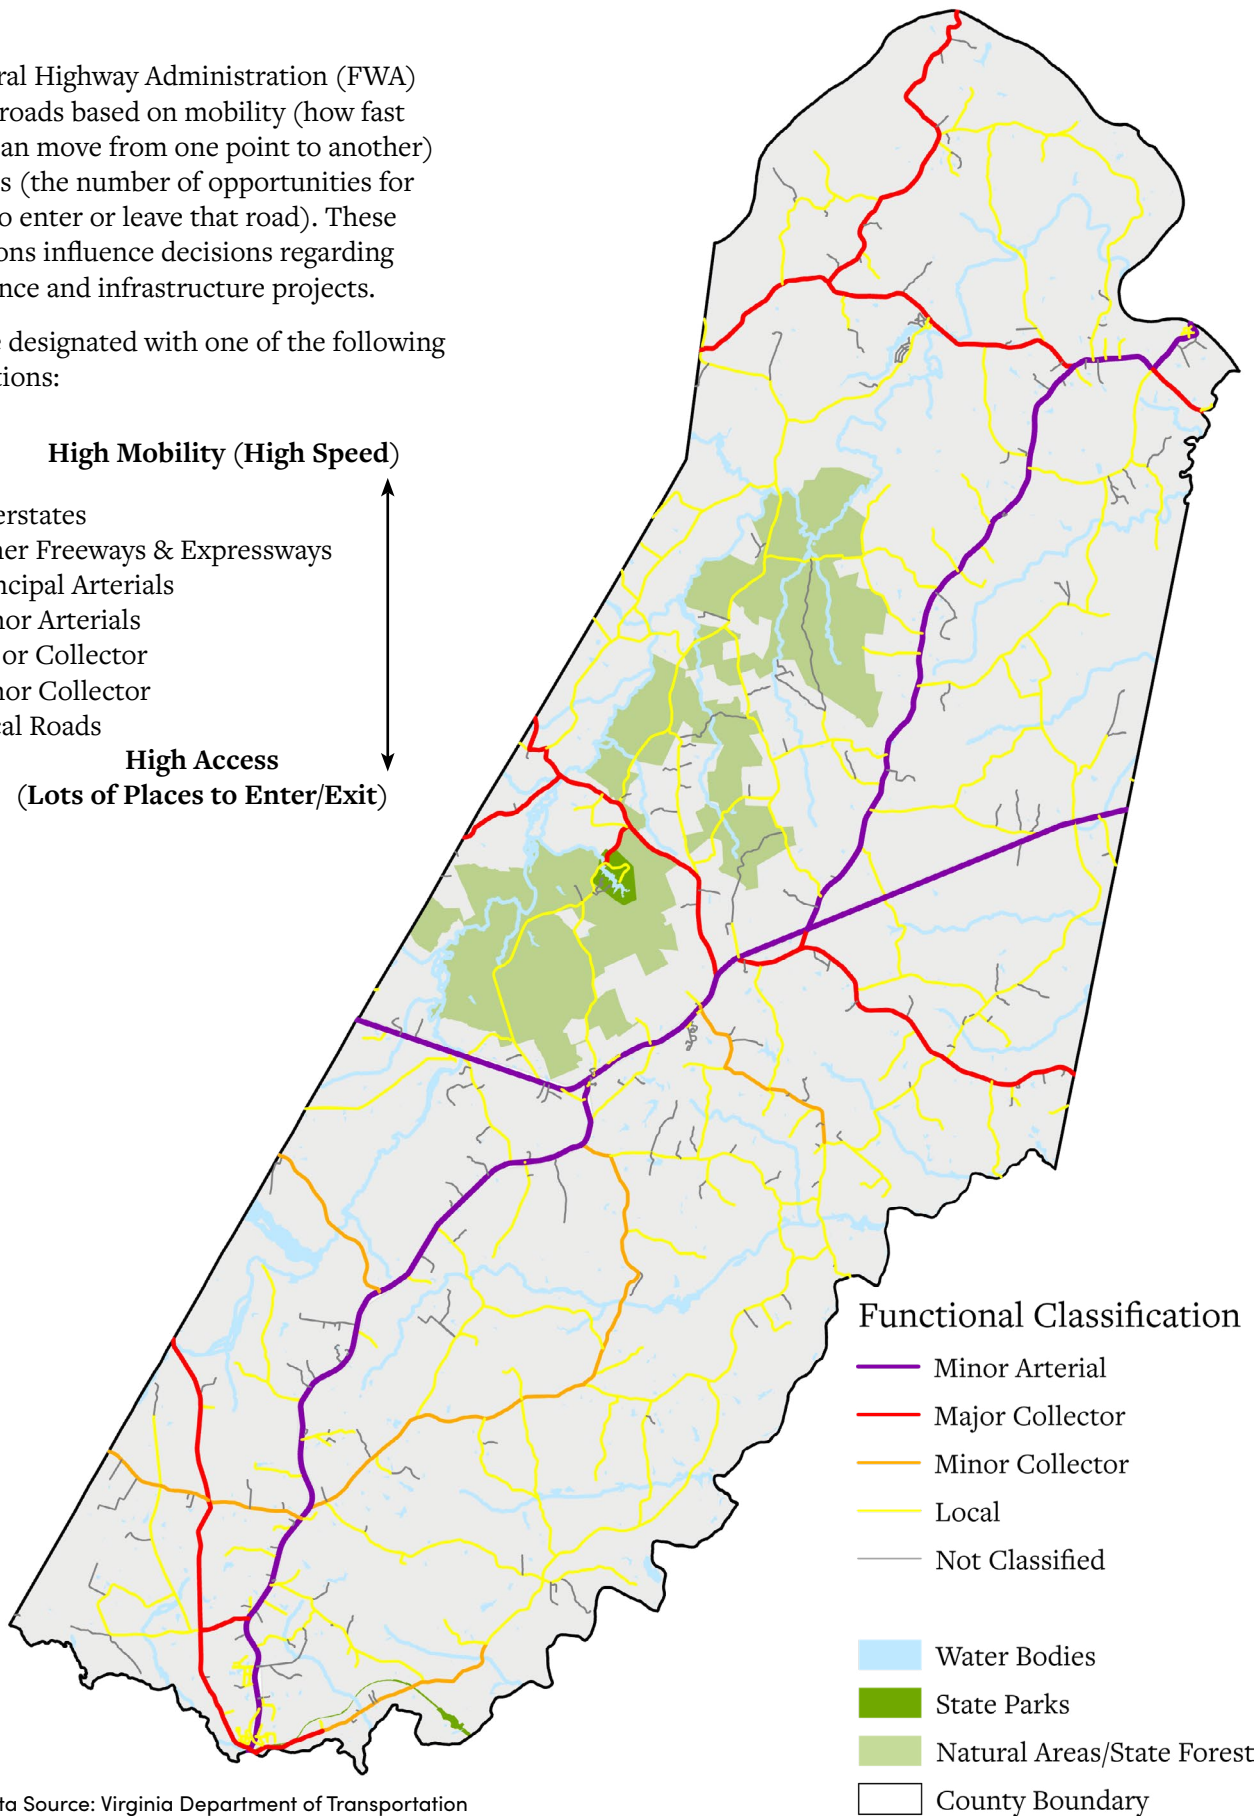 ral Highway Administration (FWA)
roads based on mobility (how fast
an move from one point to another)
s (the number of opportunities for
o enter or leave that road). These
ons influence decisions regarding
nce and infrastructure projects.
e designated with one of the following
tions:
High Mobility (High Speed)
erstates
her Freeways & Expressways
ncipal Arterials
nor Arterials
or Collector
nor Collector
cal Roads
High Access
(Lots of Places to Enter/Exit)
Functional Classification
Minor Arterial
Major Collector
Minor Collector
Local
Not Classified
Water Bodies
State Parks
Natural Areas/State Forest
County Boundary
ta Source: Virginia Department of Transportation